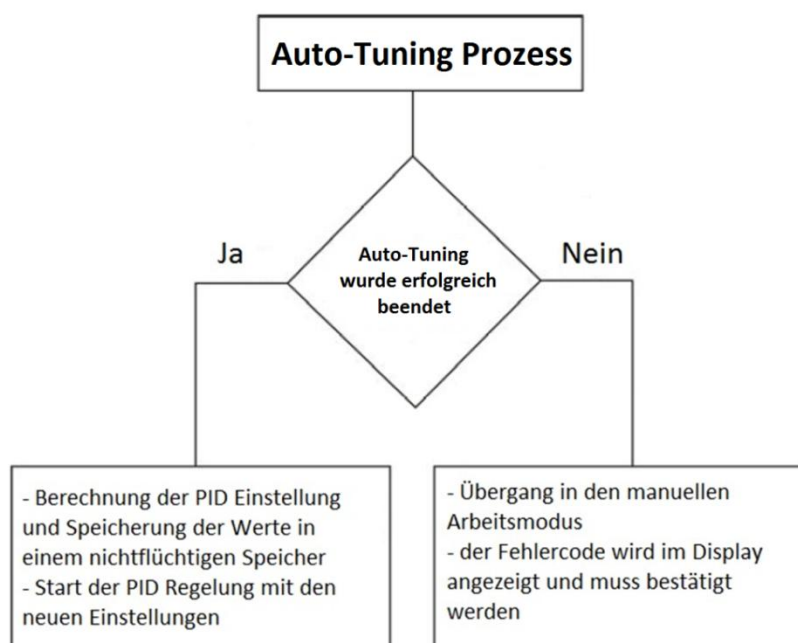 Auto-Tuning Prozess
Ja
Nein
Auto-Tuning
wurde erfolgreich
beendet
- Berechnung der PID Einstellung
und Speicherung der Werte in
einem nichtflüchtigen Speicher
- Start der PID Regelung mit den
neuen Einstellungen
- Übergang in den manuellen
Arbeitsmodus
- der Fehlercode wird im Display
angezeigt und muss bestätigt
werden